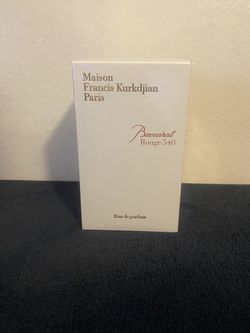 Maison
Francis Kurkdjian
Paris
Baccarat
Rouge 540
Eau de parfum